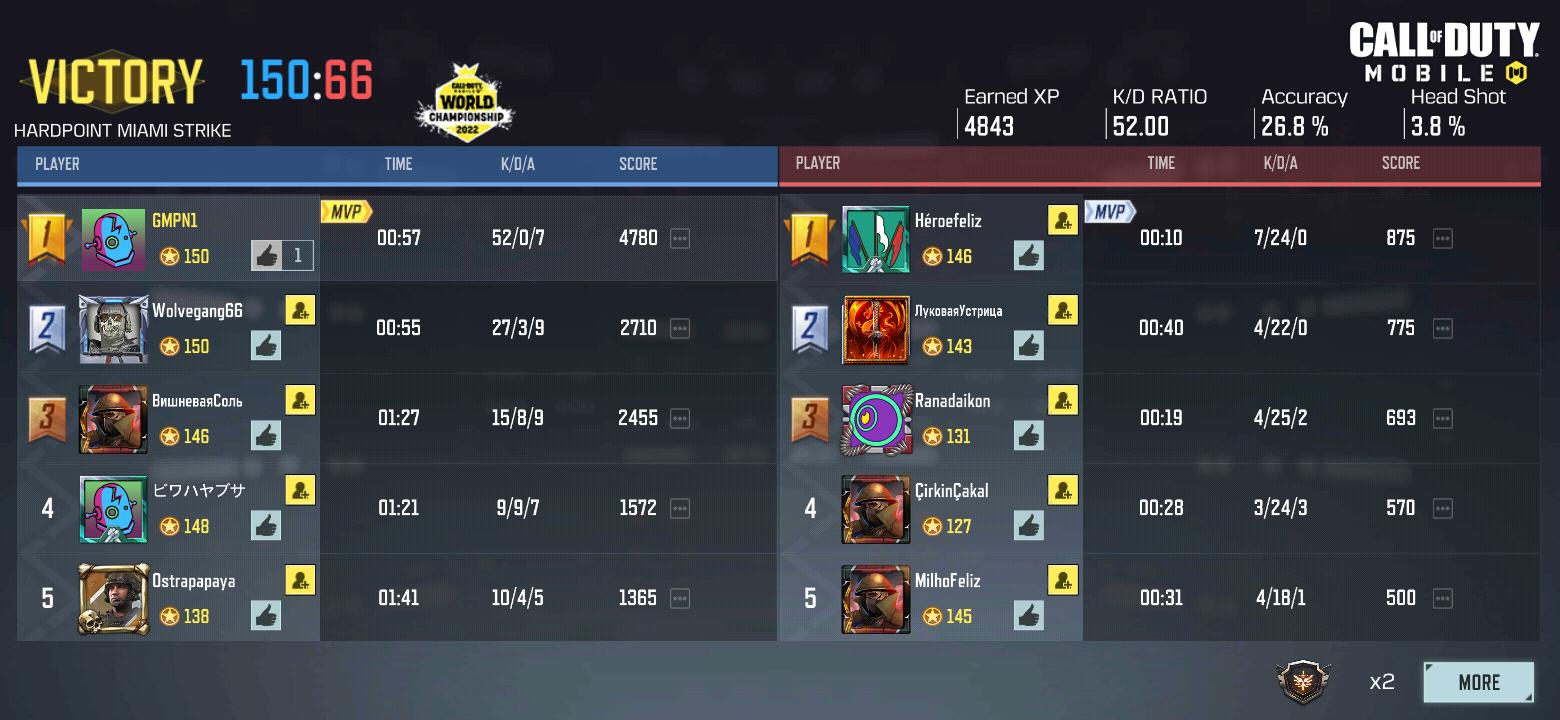 VICTORY 150:66
HARDPOINT MIAMI STRIKE
CALL OF DUTY MOBILE WORLD CHAMPIONSHIP 2022
CALL OF DUTY
MOBILE
Earned XP K/D RATIO Accuracy Head Shot
4843 52.00 26.8 % 3.8 %
PLAYER TIME K/D/A SCORE
1 GMPN1 MVP 00:57 52/0/7 4780
150 1
2 Wolvegang66 00:55 27/3/9 2710
150
3 ВишневаяСоль 01:27 15/8/9 2455
146
4 ビワハヤブサ 01:21 9/9/7 1572
148
5 Ostrapapaya 01:41 10/4/5 1365
138
PLAYER TIME K/D/A SCORE
1 Héroefeliz MVP 00:10 7/24/0 875
146
2 ЛуковаяУстрица 00:40 4/22/0 775
143
3 Ranadaikon 00:19 4/25/2 693
131
4 ÇirkinÇakal 00:28 3/24/3 570
127
5 MilhoFeliz 00:31 4/18/1 500
145
x2 MORE